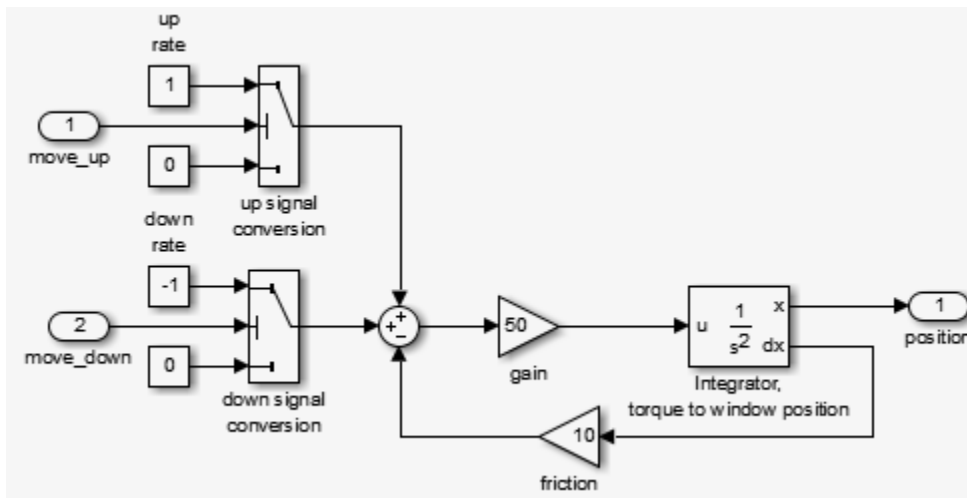 up
rate
1
1
move_up
0
up signal
conversion
down
rate
-1
2
move_down
0
down signal
conversion
+
+
−
50
gain
u
1
s2
x
dx
Integrator,
torque to window position
1
position
10
friction